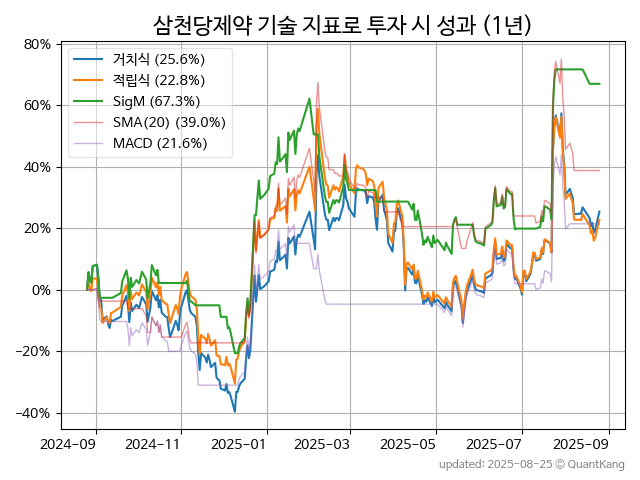 삼천당제약 기술 지표로 투자 시 성과 (1년)
80%
60%
40%
20%
0%
−20%
−40%
거치식 (25.6%)
적립식 (22.8%)
SigM (67.3%)
SMA(20) (39.0%)
MACD (21.6%)
2024-09 2024-11 2025-01 2025-03 2025-05 2025-07 2025-09
updated: 2025-08-25 ⓒ QuantKang